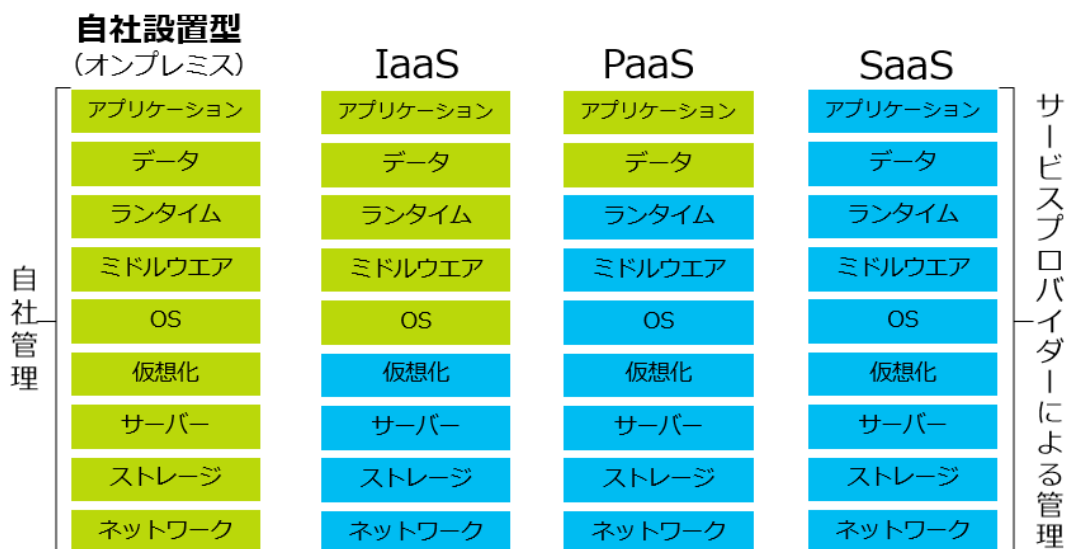 自社設置型
（オンプレミス）
IaaS
PaaS
SaaS
アプリケーション
アプリケーション
アプリケーション
アプリケーション
データ
データ
データ
データ
ランタイム
ランタイム
ランタイム
ランタイム
ミドルウエア
ミドルウエア
ミドルウエア
ミドルウエア
OS
OS
OS
OS
仮想化
仮想化
仮想化
仮想化
サーバー
サーバー
サーバー
サーバー
ストレージ
ストレージ
ストレージ
ストレージ
ネットワーク
ネットワーク
ネットワーク
ネットワーク
自社管理
サービスプロバイダーによる管理